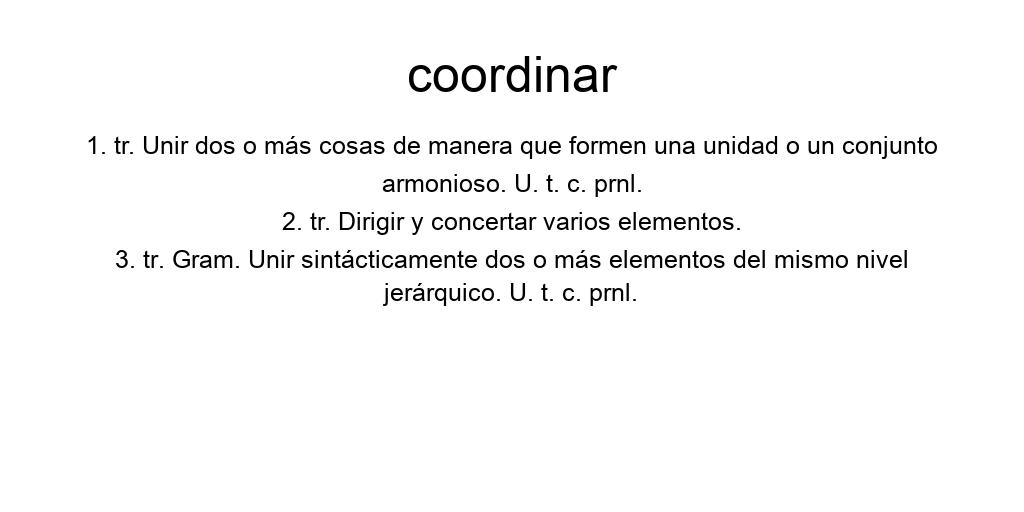 coordinar
1. tr. Unir dos o más cosas de manera que formen una unidad o un conjunto
armonioso. U. t. c. prnl.
2. tr. Dirigir y concertar varios elementos.
3. tr. Gram. Unir sintácticamente dos o más elementos del mismo nivel
jerárquico. U. t. c. prnl.